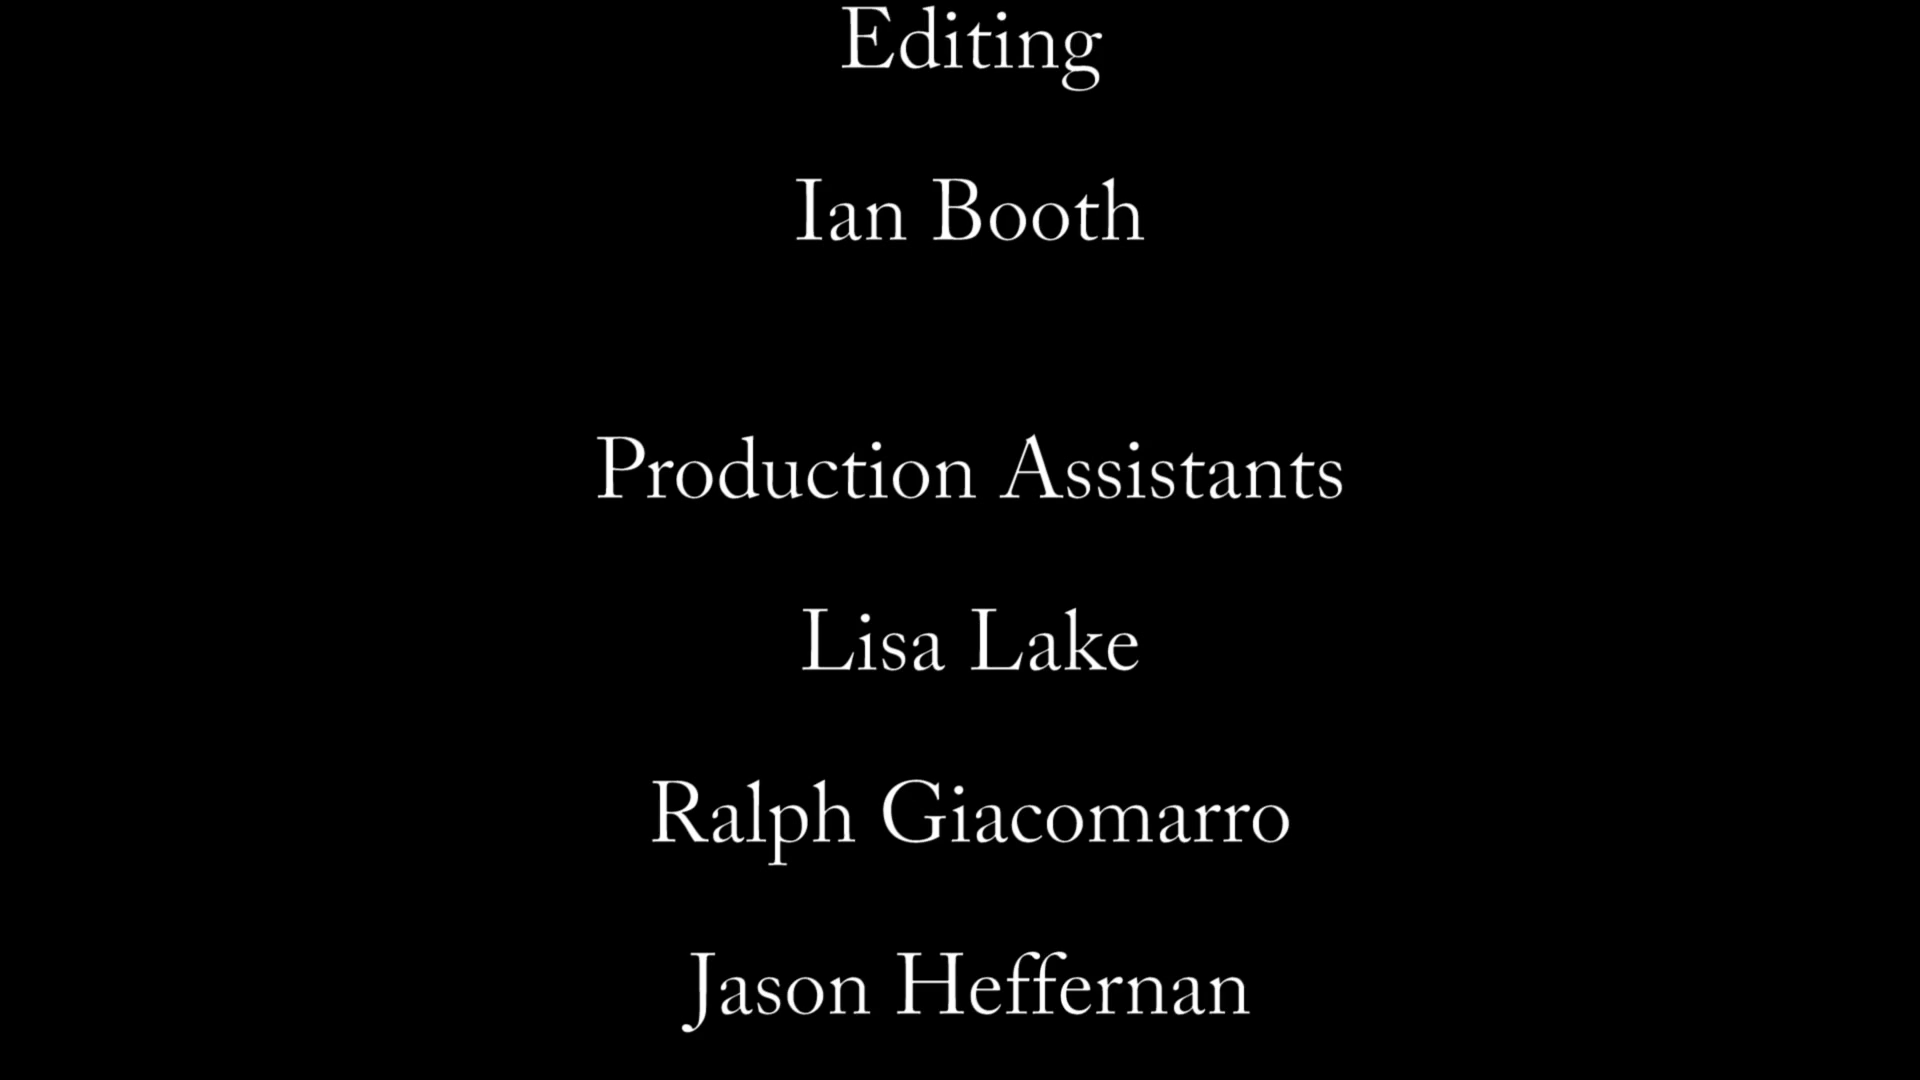 Editing
Ian Booth
Production Assistants
Lisa Lake
Ralph Giacomarro
Jason Heffernan